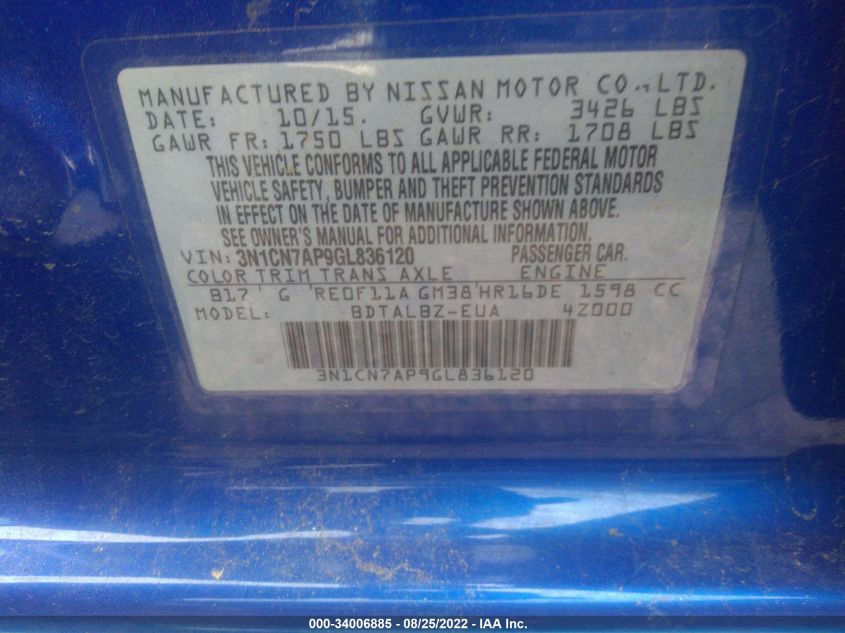 MANUFACTURED BY NISSAN MOTOR CO.,LTD.
DATE: 10/15. GVWR: 3426 LBS
GAWR FR: 1750 LBS GAWR RR: 1708 LBS
THIS VEHICLE CONFORMS TO ALL APPLICABLE FEDERAL MOTOR
VEHICLE SAFETY, BUMPER AND THEFT PREVENTION STANDARDS
IN EFFECT ON THE DATE OF MANUFACTURE SHOWN ABOVE.
SEE OWNER'S MANUAL FOR ADDITIONAL INFORMATION.
VIN: 3N1CN7AP9GL836120 PASSENGER CAR.
COLOR TRIM TRANS AXLE ENGINE
B17 G RE0F11A GM38 HR16DE 1598 CC
MODEL: BDTALBZ-EUA 4Z000
3N1CN7AP9GL836120
000-34006885 - 08/25/2022 - IAA Inc.